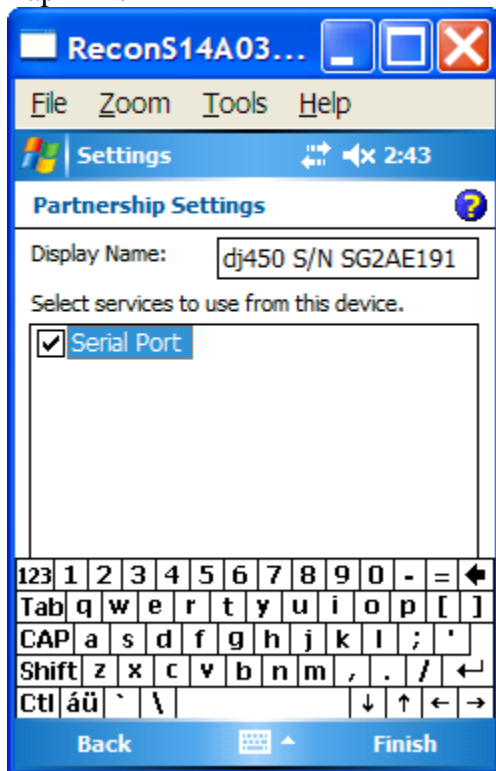 ReconS14A03...
File Zoom Tools Help
Settings 2:43
Partnership Settings ?
Display Name: dj450 S/N SG2AE191
Select services to use from this device.
Serial Port
123 1 2 3 4 5 6 7 8 9 0 - =
Tab q w e r t y u i o p [ ]
CAP a s d f g h j k l ; '
Shift z x c v b n m , . /
Ctl áü ` \
Back Finish